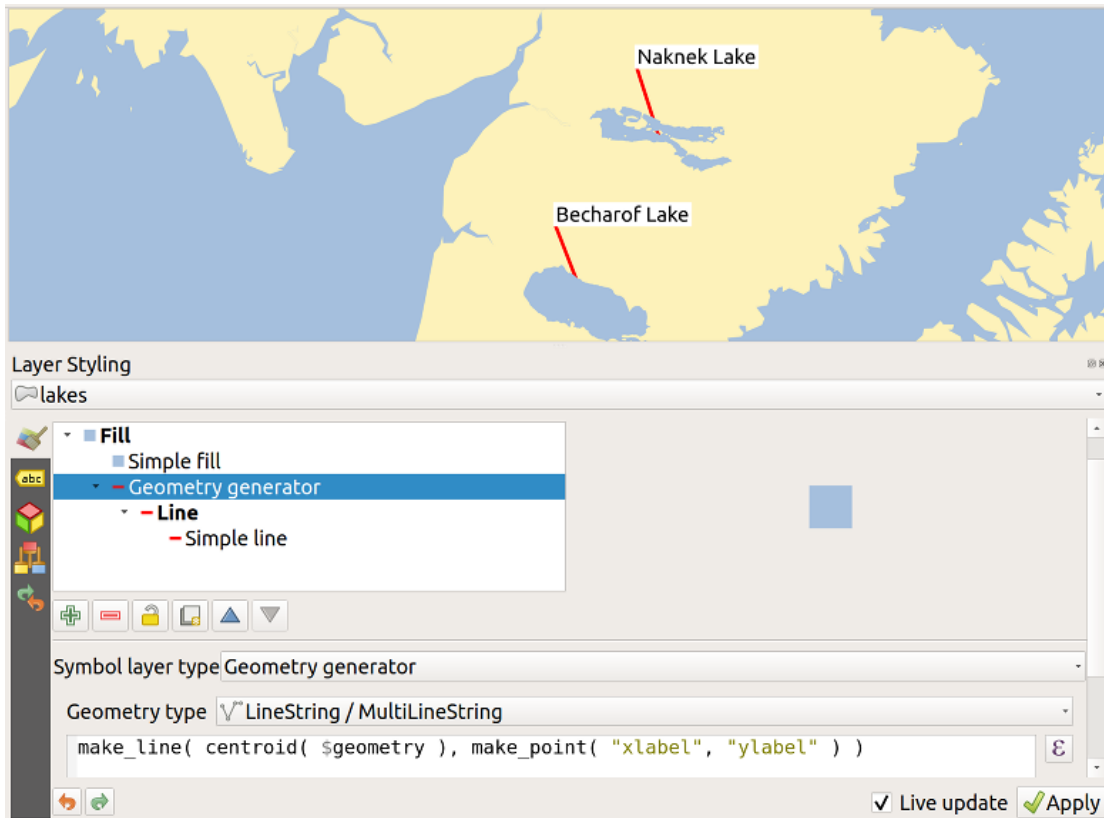 Naknek Lake
Becharof Lake
Layer Styling
lakes
Fill
Simple fill
abc
Geometry generator
Line
Simple line
Symbol layer type Geometry generator
Geometry type LineString / MultiLineString
make_line( centroid( $geometry ), make_point( "xlabel", "ylabel" ) )
ε
Live update Apply